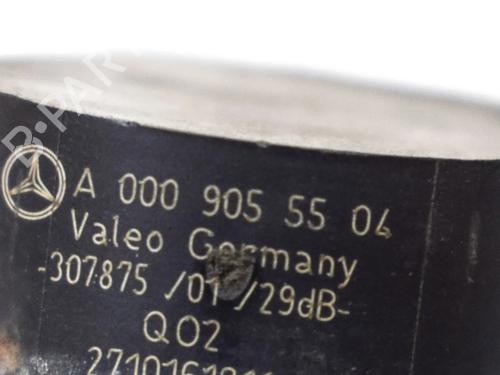 A 000 905 55 04
Valeo Germany
-307875 /01 /29dB-
Q02